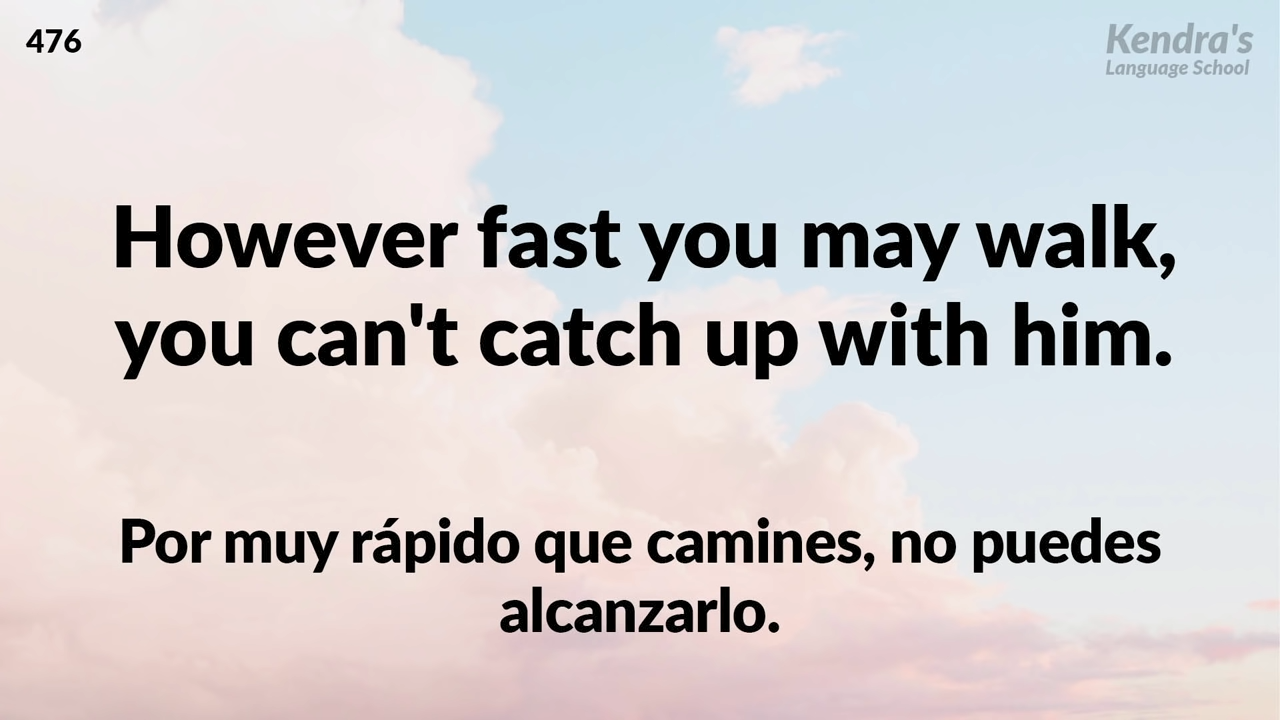 476
Kendra's
Language School
However fast you may walk,
you can't catch up with him.
Por muy rápido que camines, no puedes
alcanzarlo.